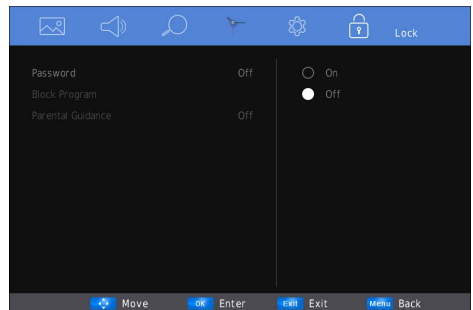 Lock
Password Off
On
Block Program
Off
Parental Guidance Off
Move OK Enter Exit Exit Menu Back